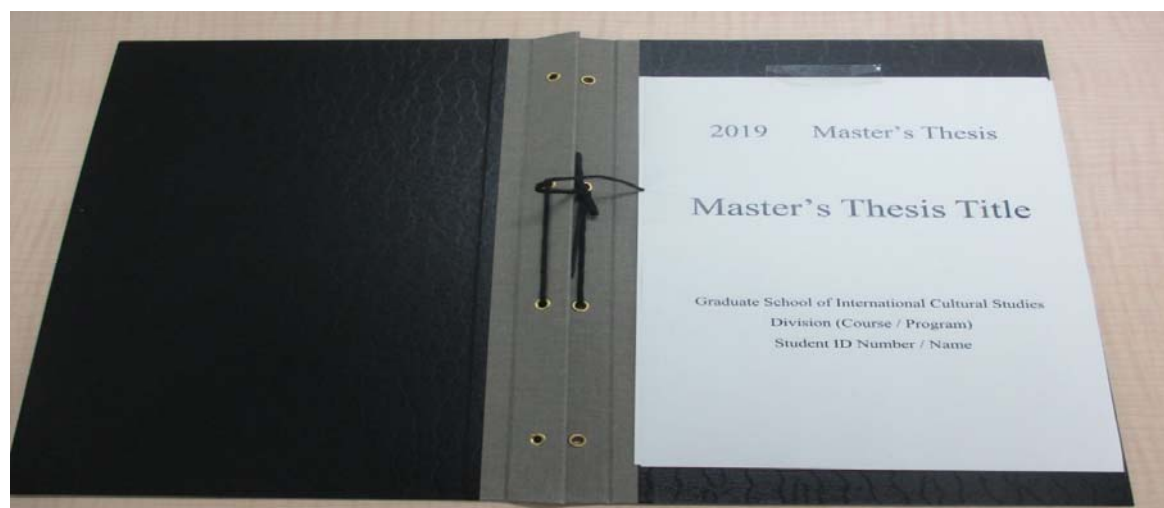 2019 Master's Thesis
Master's Thesis Title
Graduate School of International Cultural Studies
Division (Course / Program)
Student ID Number / Name